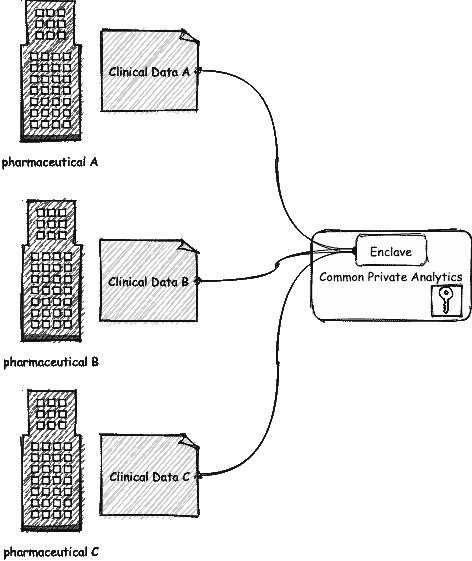 Clinical Data A
pharmaceutical A
Enclave
Common Private Analytics
Clinical Data B
pharmaceutical B
Clinical Data C
pharmaceutical C